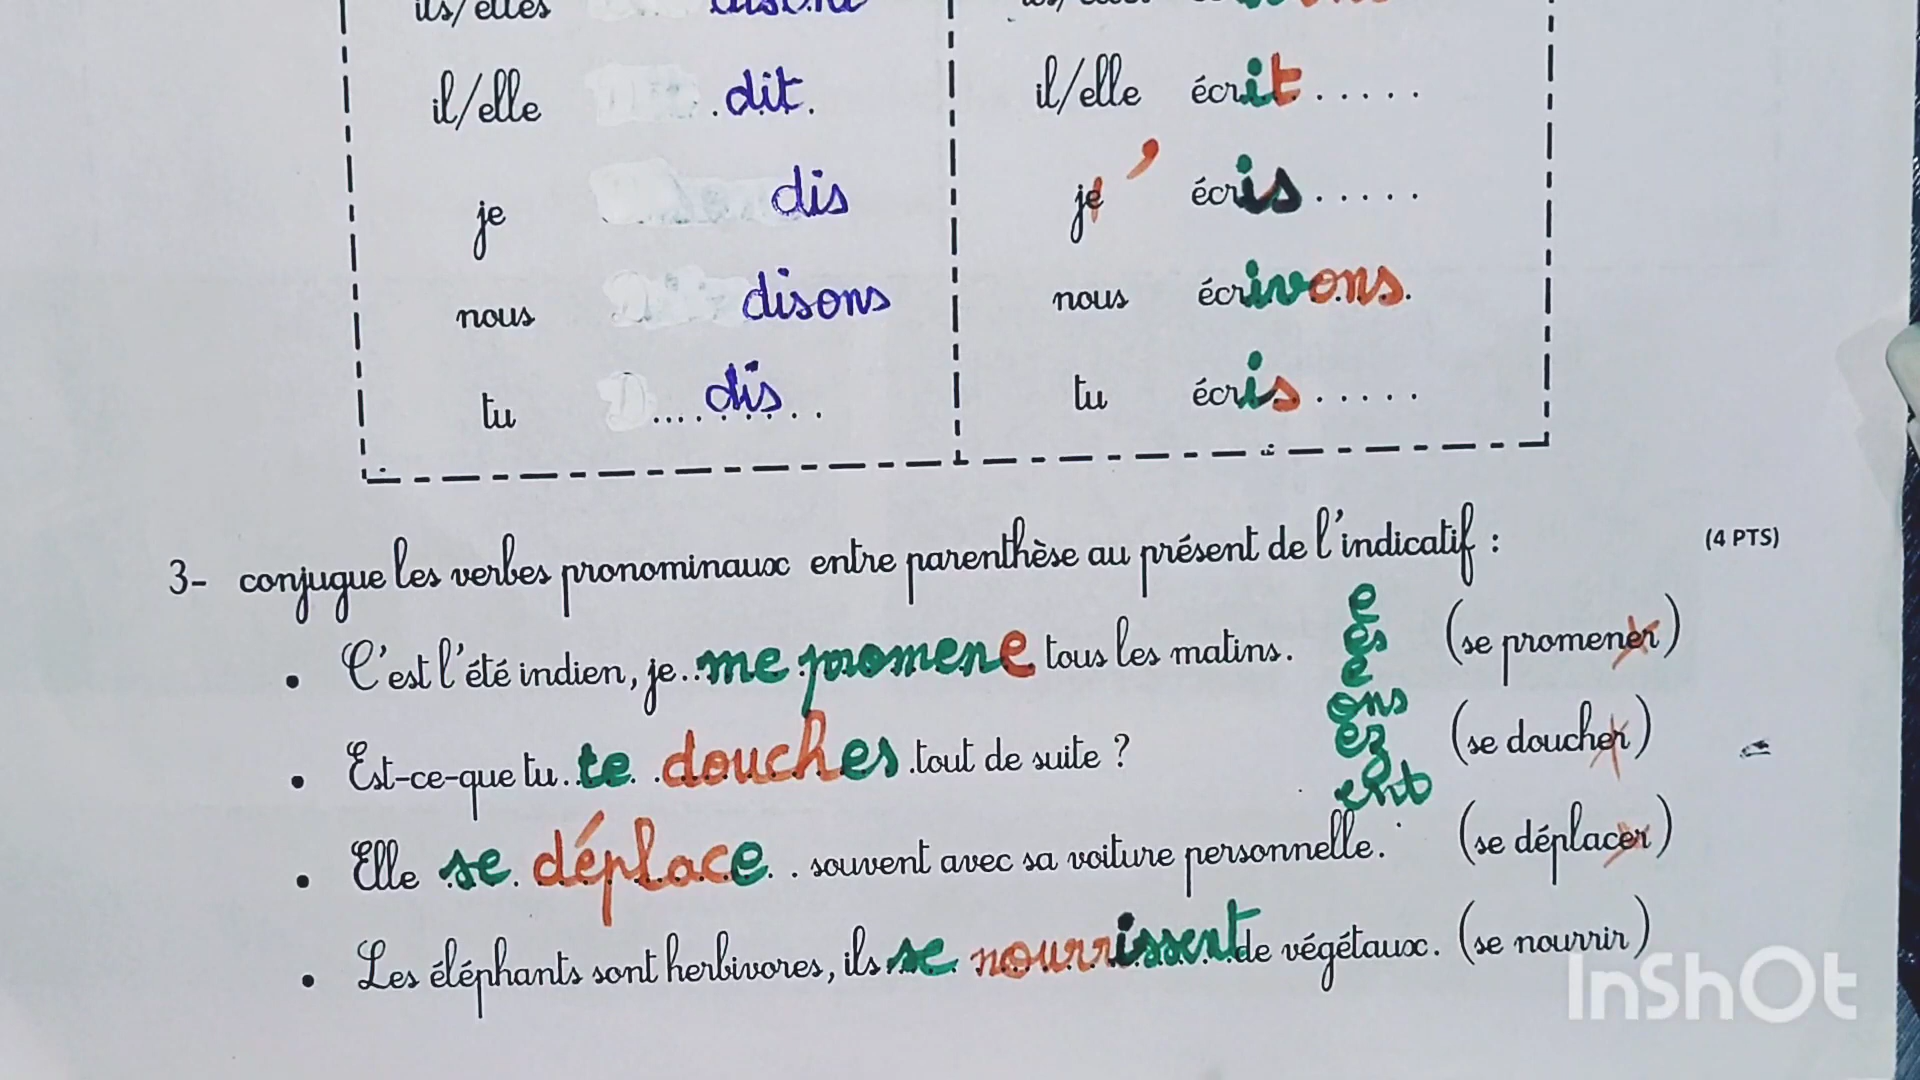 ils/elles disent
il/elle dit. il/elle écrit.....
je dis j' écris.....
nous disons nous écrivons.
tu dis tu écris.....
3- conjugue les verbes pronominaux entre parenthèse au présent de l'indicatif : (4 PTS)
• C'est l'été indien, je..me promene tous les matins. (se promener)
e
es
e
ons
ez
ent
• Est-ce-que tu..te douches.tout de suite ? (se doucher)
• Elle se déplace.. souvent avec sa voiture personnelle. (se déplacer)
• Les éléphants sont herbivores, ils se nourrissent de végétaux. (se nourrir)
InShOt